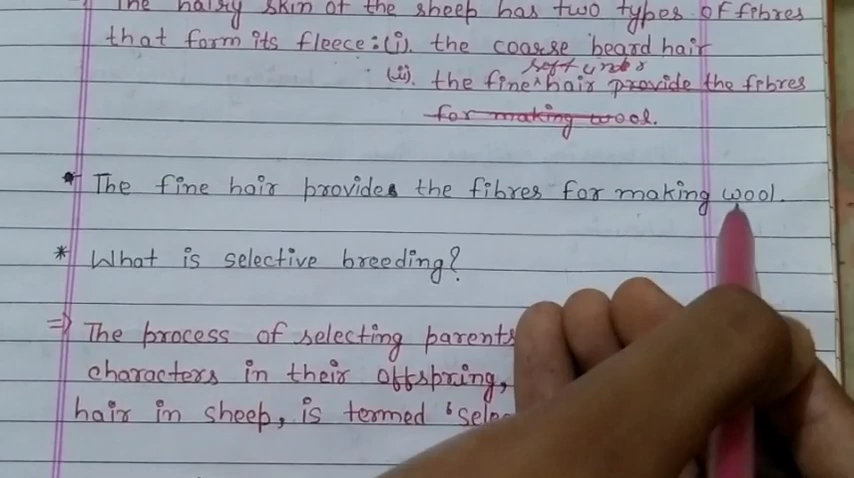 The hairy skin of the sheep has two types of fibres
that form its fleece: (i). the coarse beard hair
soft under
(ii). the fine ^ hair provide the fibres
for making wool.
* The fine hair provides the fibres for making wool.
* What is selective breeding?
⇒ The process of selecting parents
characters in their offspring,
hair in sheep, is termed 'Selec